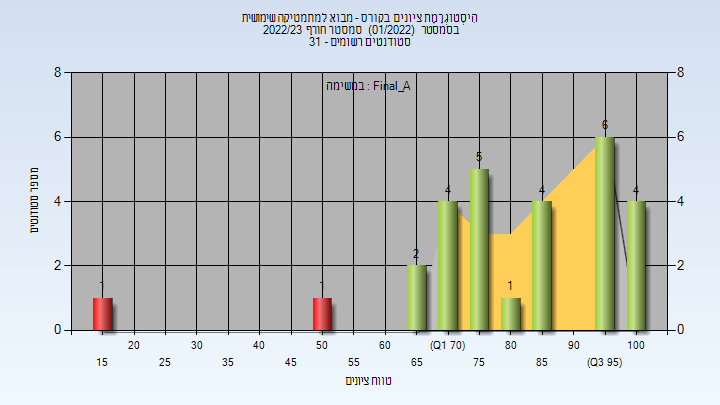 היסטוגרמת ציונים בקורס - מבוא למתמטיקה שימושית
בסמסטר (01/2022) סמסטר חורף 2022/23
סטודנטים רשומים - 31
במשימה : Final_A
8 8
6 6
4 4
2 2
0 0
מספר סטודנטים
1 1 2 4 5 1 4 6 4
20 30 40 50 60 (Q1 70) 80 90 100
15 25 35 45 55 65 75 85 (Q3 95)
טווח ציונים